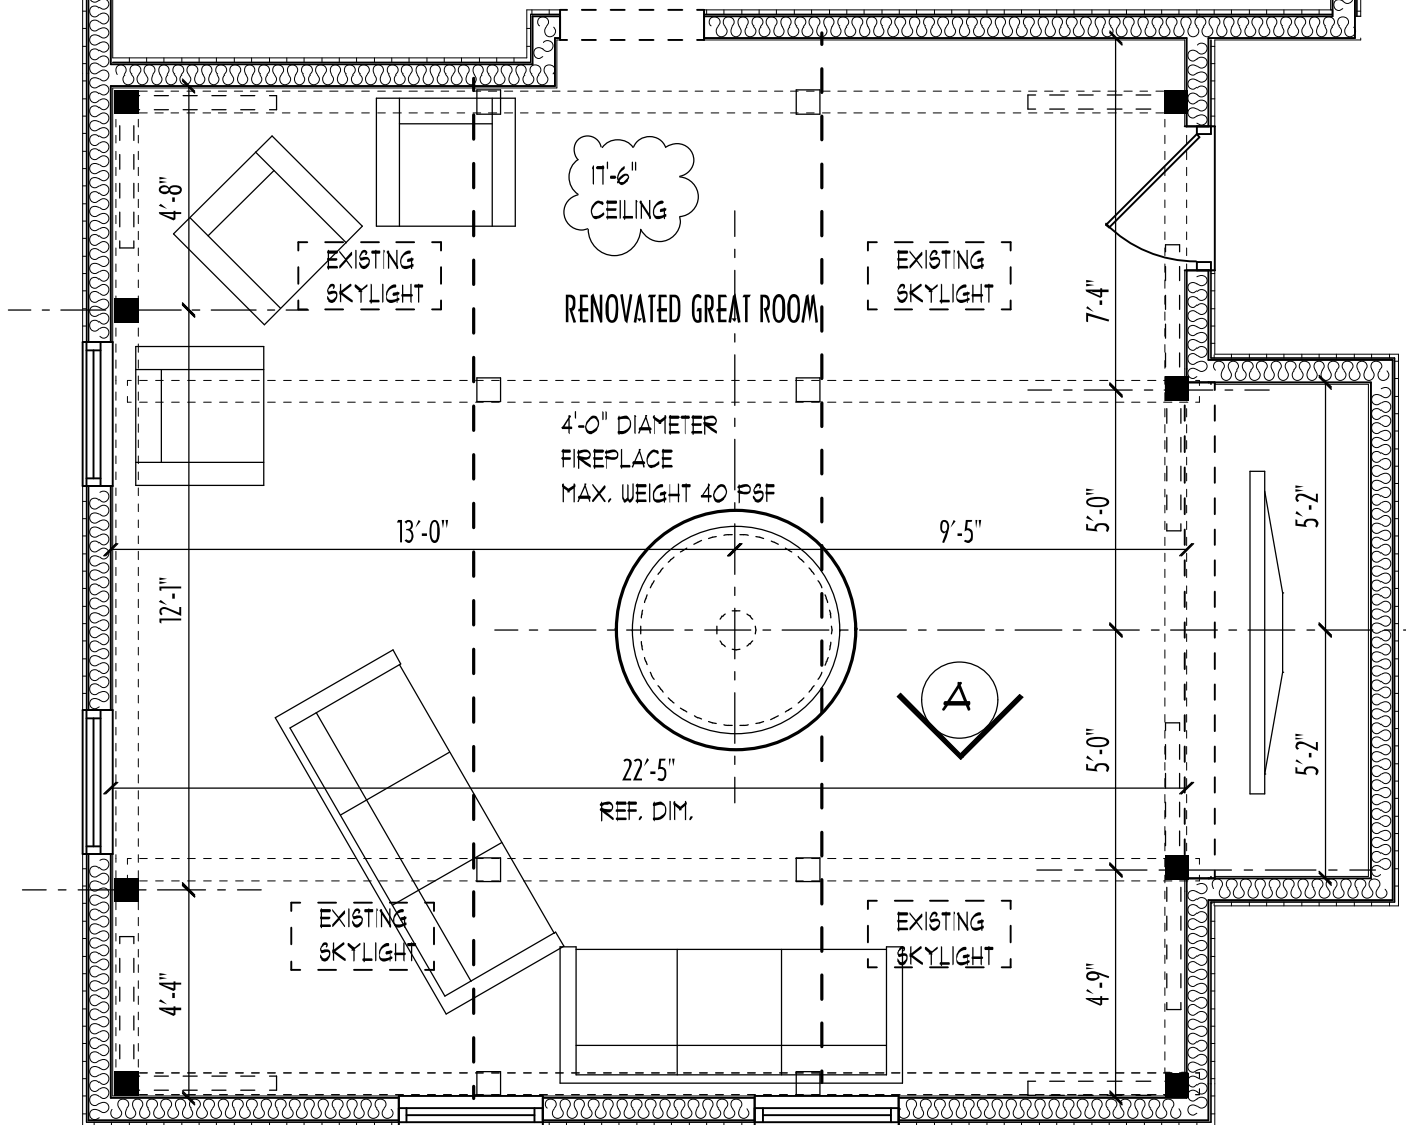 17'-6"
CEILING
4'-8"
EXISTING
SKYLIGHT
EXISTING
SKYLIGHT
RENOVATED GREAT ROOM
7'-4"
4'-0" DIAMETER
FIREPLACE
MAX. WEIGHT 40 PSF
13'-0"
9'-5"
5'-0"
5'-2"
12'-1"
A
22'-5"
REF. DIM.
5'-0"
5'-2"
EXISTING
SKYLIGHT
EXISTING
SKYLIGHT
4'-4"
4'-9"